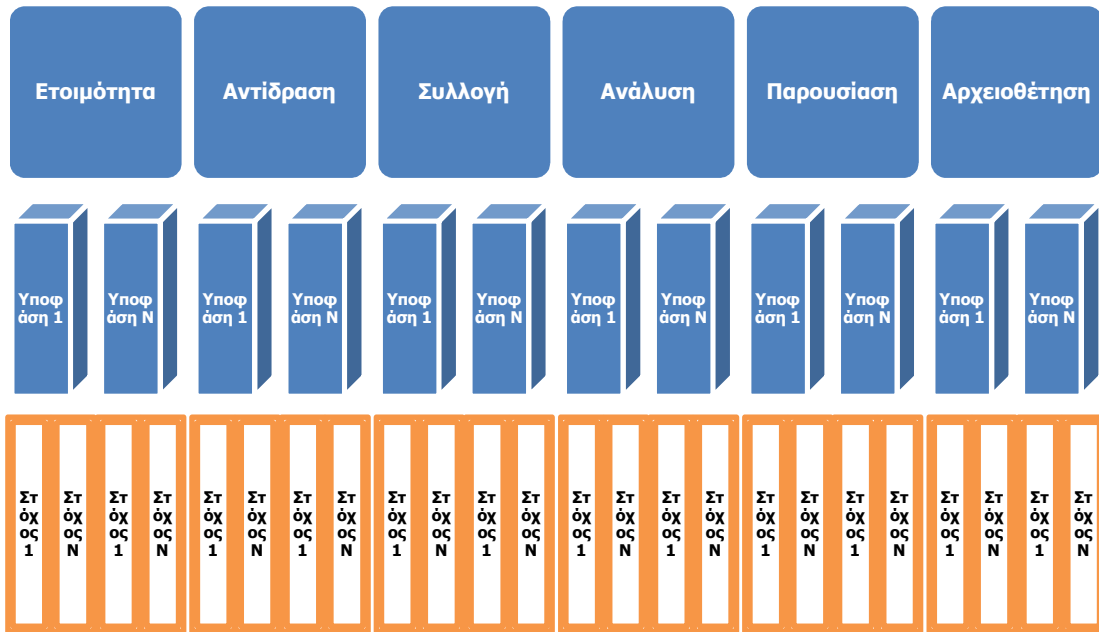 Ετοιμότητα
Αντίδραση
Συλλογή
Ανάλυση
Παρουσίαση
Αρχειοθέτηση
Υποφ
άση 1
Υποφ
άση N
Υποφ
άση 1
Υποφ
άση N
Υποφ
άση 1
Υποφ
άση N
Υποφ
άση 1
Υποφ
άση N
Υποφ
άση 1
Υποφ
άση N
Υποφ
άση 1
Υποφ
άση N
Στ
όχ
ος
1
Στ
όχ
ος
N
Στ
όχ
ος
1
Στ
όχ
ος
N
Στ
όχ
ος
1
Στ
όχ
ος
N
Στ
όχ
ος
1
Στ
όχ
ος
N
Στ
όχ
ος
1
Στ
όχ
ος
N
Στ
όχ
ος
1
Στ
όχ
ος
N
Στ
όχ
ος
1
Στ
όχ
ος
N
Στ
όχ
ος
1
Στ
όχ
ος
N
Στ
όχ
ος
1
Στ
όχ
ος
N
Στ
όχ
ος
1
Στ
όχ
ος
N
Στ
όχ
ος
1
Στ
όχ
ος
N
Στ
όχ
ος
1
Στ
όχ
ος
N